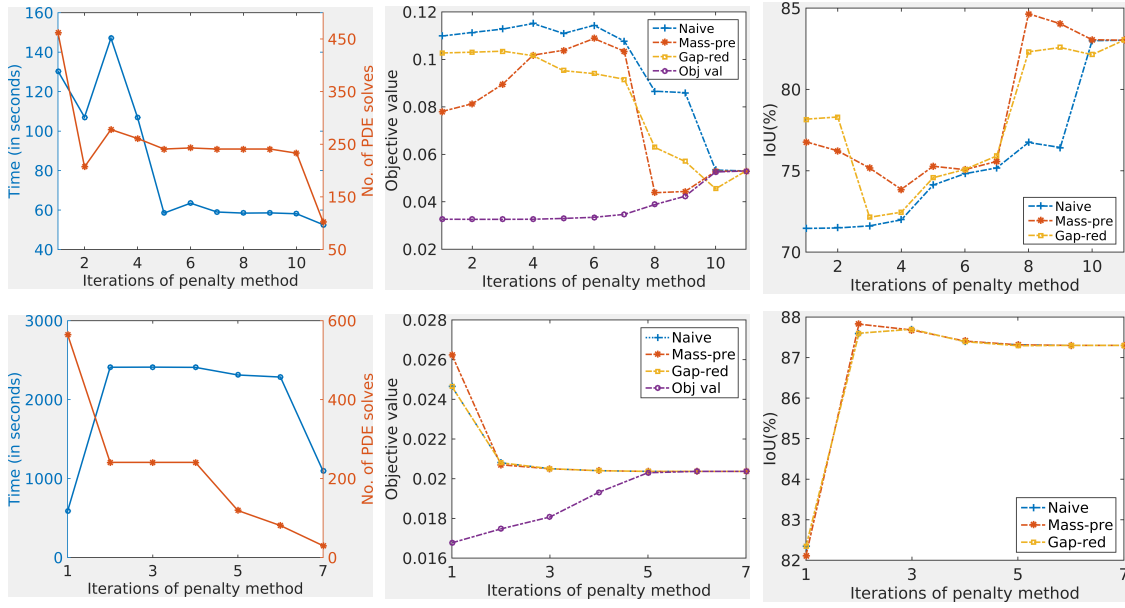 160
140
120
100
80
60
40
Time (in seconds)
450
350
250
150
50
No. of PDE solves
2 4 6 8 10
Iterations of penalty method
0.12
0.1
0.08
0.06
0.04
0.02
Objective value
Naive
Mass-pre
Gap-red
Obj val
2 4 6 8 10
Iterations of penalty method
85
80
75
70
IoU(%)
Naive
Mass-pre
Gap-red
2 4 6 8 10
Iterations of penalty method
3000
2000
1000
0
Time (in seconds)
600
400
200
0
No. of PDE solves
1 3 5 7
Iterations of penalty method
0.028
0.026
0.024
0.022
0.02
0.018
0.016
Objective value
Naive
Mass-pre
Gap-red
Obj val
1 3 5 7
Iterations of penalty method
88
87
86
85
84
83
82
IoU(%)
Naive
Mass-pre
Gap-red
1 3 5 7
Iterations of penalty method